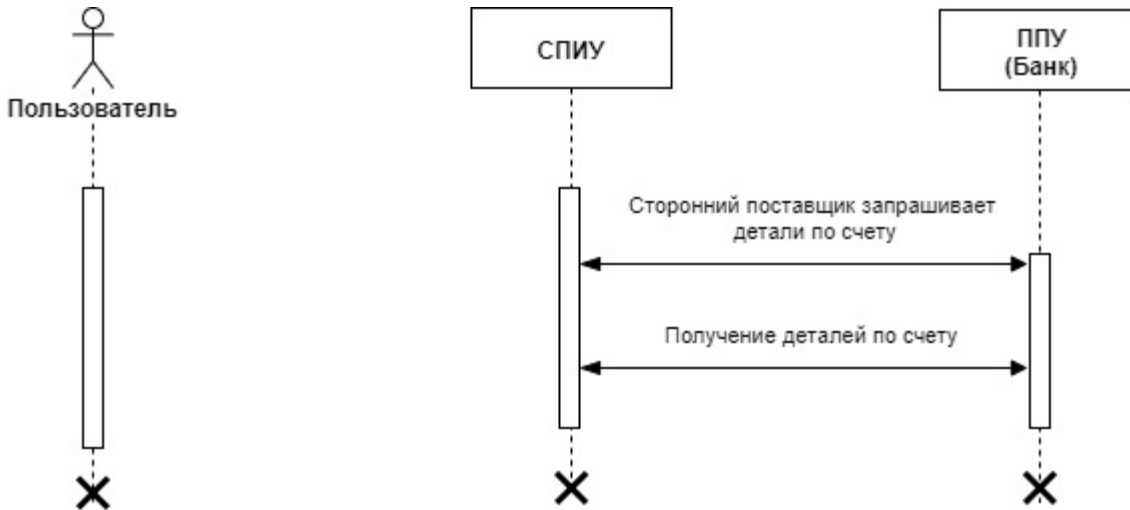 Пользователь
СПИУ
ППУ
(Банк)
Сторонний поставщик запрашивает
детали по счету
Получение деталей по счету